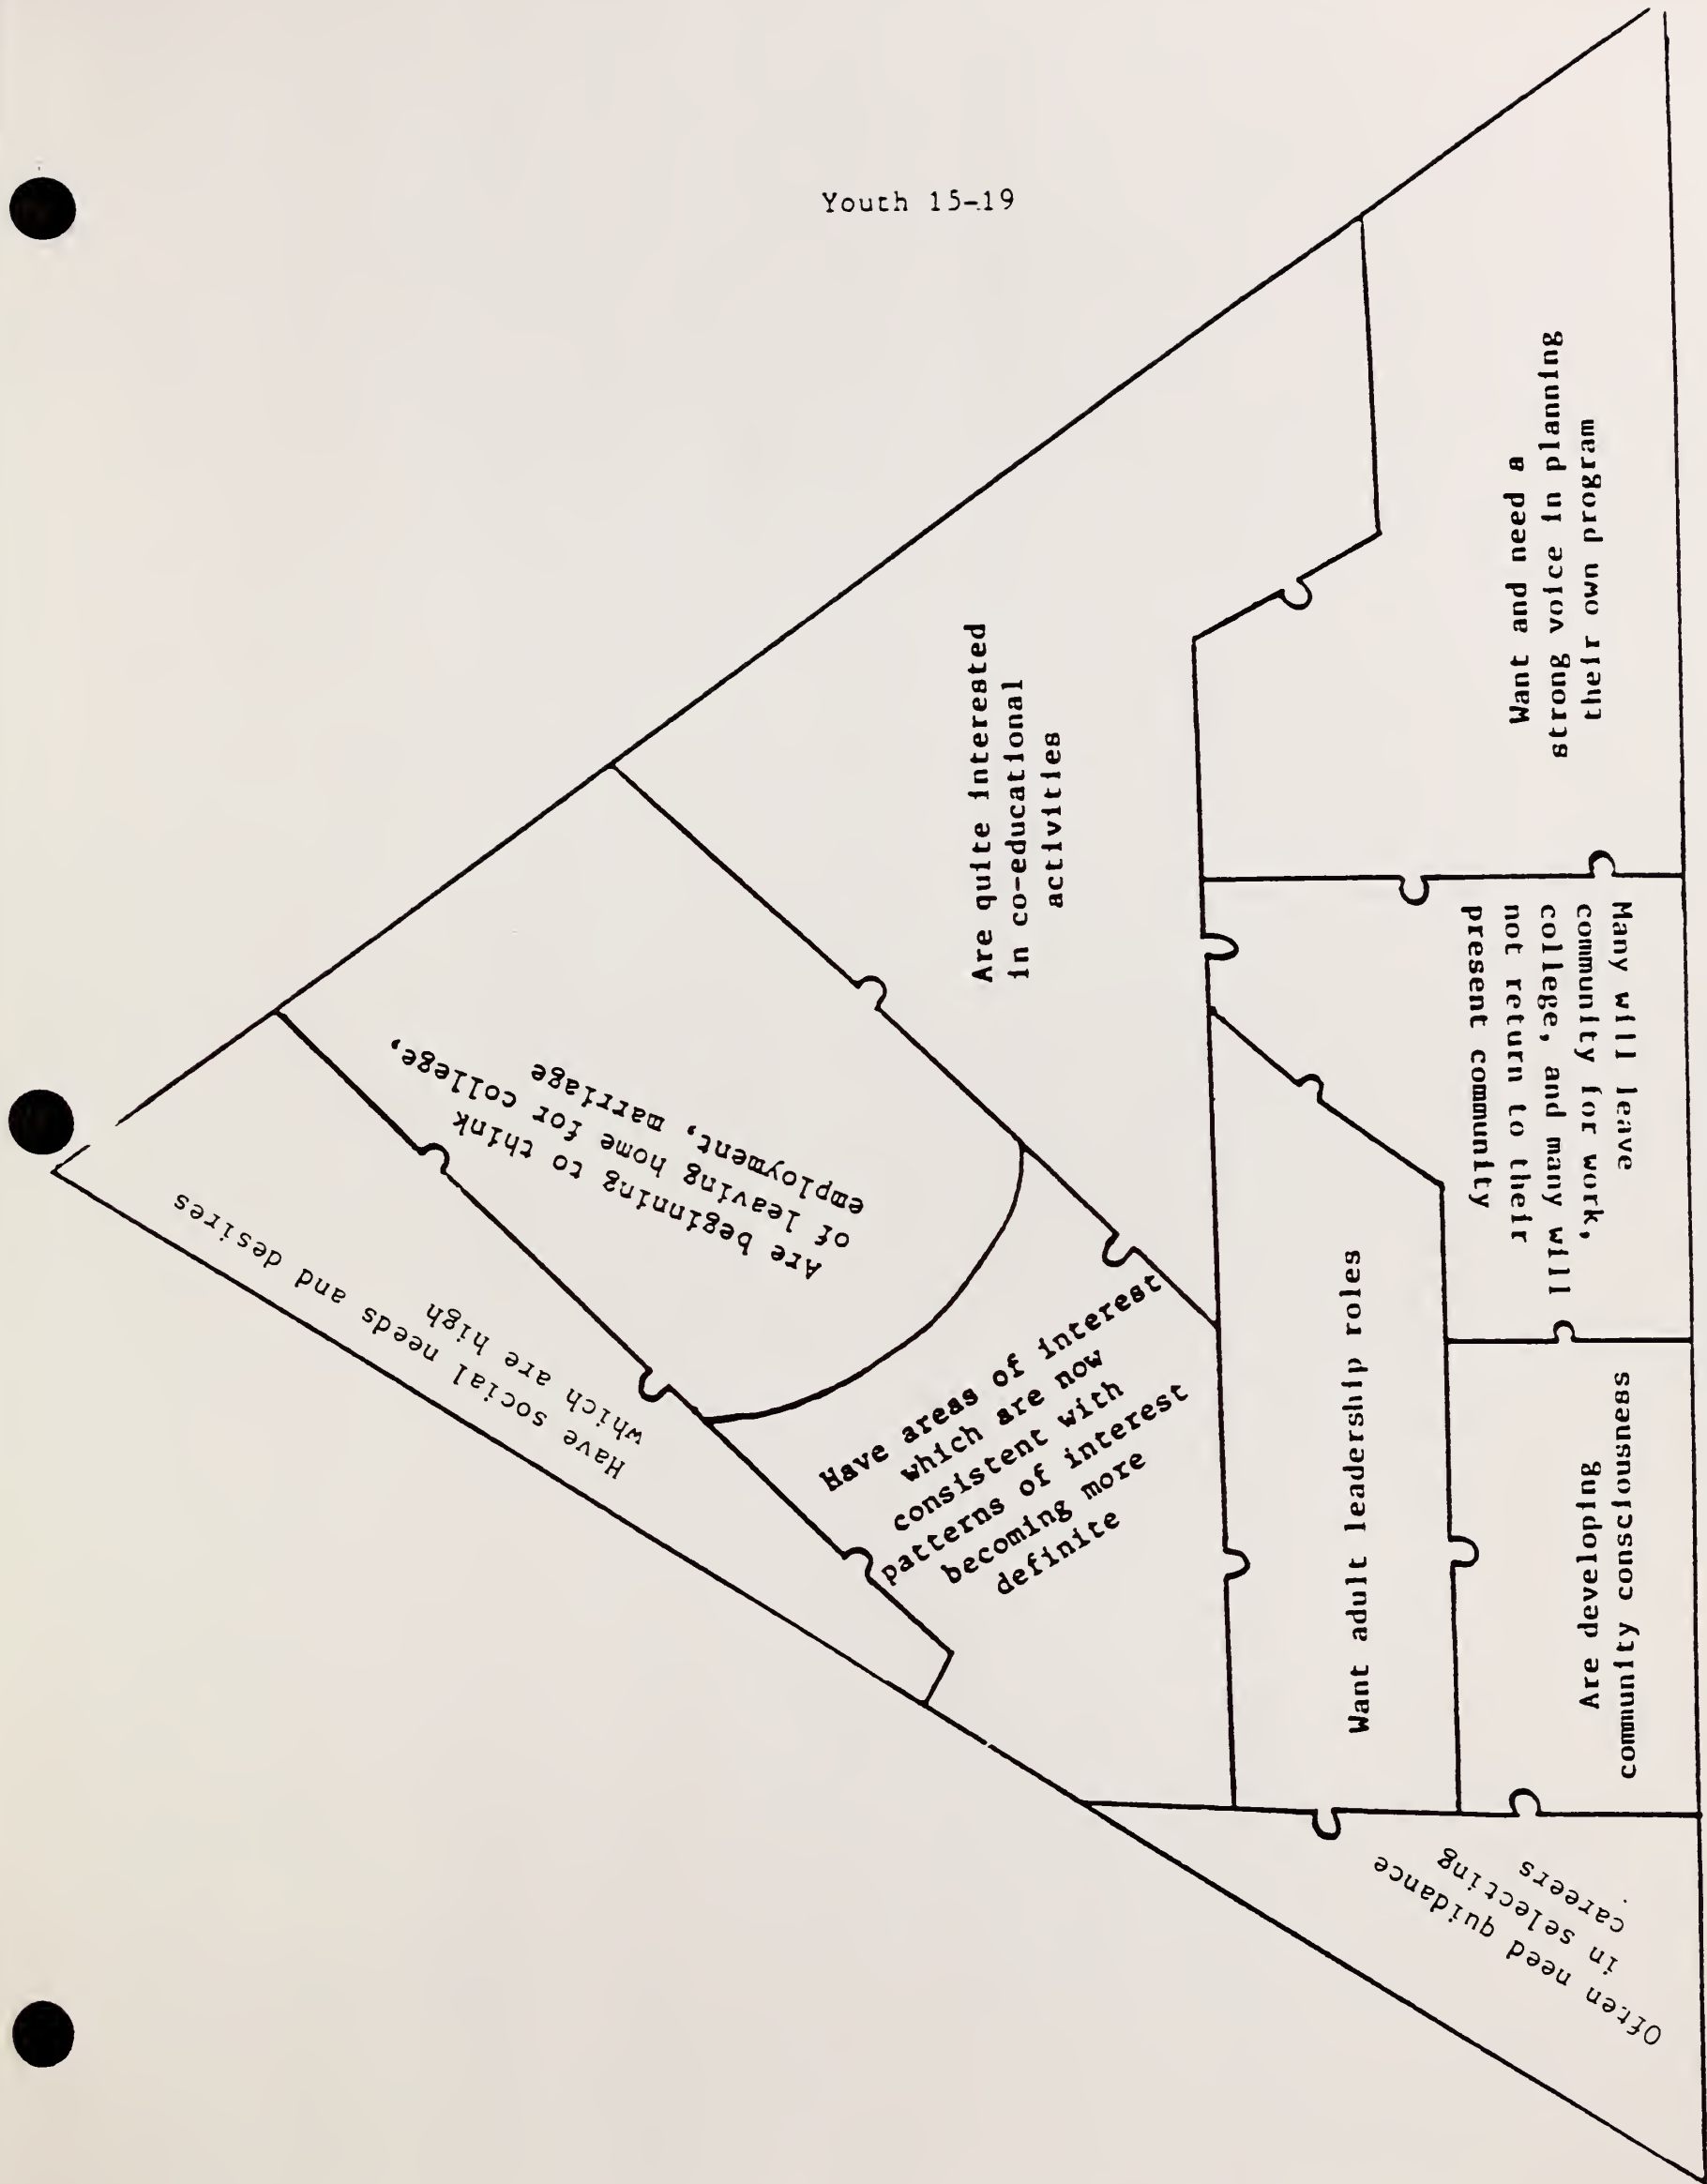 Youth 15-19
Want and need a
strong voice in planning
their own program
Are quite interested
in co-educational
activities
Many will leave
community for work,
college, and many will
not return to their
present community
Are beginning to think
of leaving home for college,
employment, marriage
Have social needs and desires
which are high
Have areas of interest
which are now
consistent with
patterns of interest
becoming more
definite
Want adult leadership roles
Are developing
community consciousness
Often need quidance
in selecting
careers